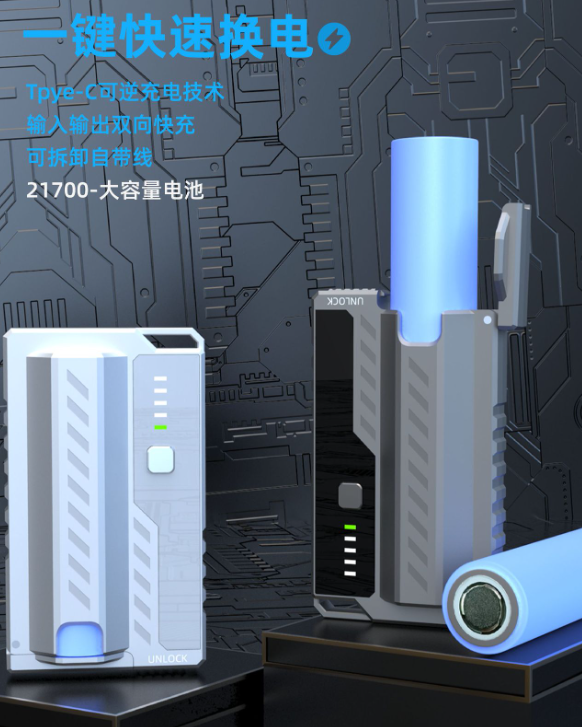 一键快速换电
Tpye-C可逆充电技术
输入输出双向快充
可拆卸自带线
21700-大容量电池
UNLOCK
UNLOCK